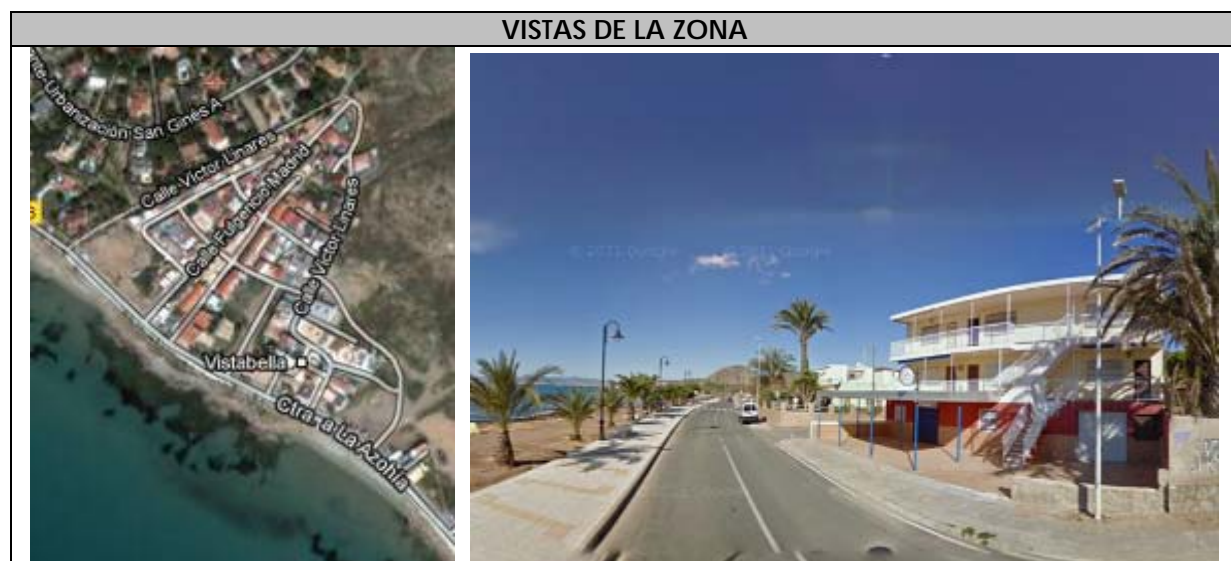 VISTAS DE LA ZONA
Urbanización San Ginés A.
Calle Víctor Linares
Calle Fulgencio Madrid
Calle Víctor Linares
Vistabella
Ctra. a La Azohía